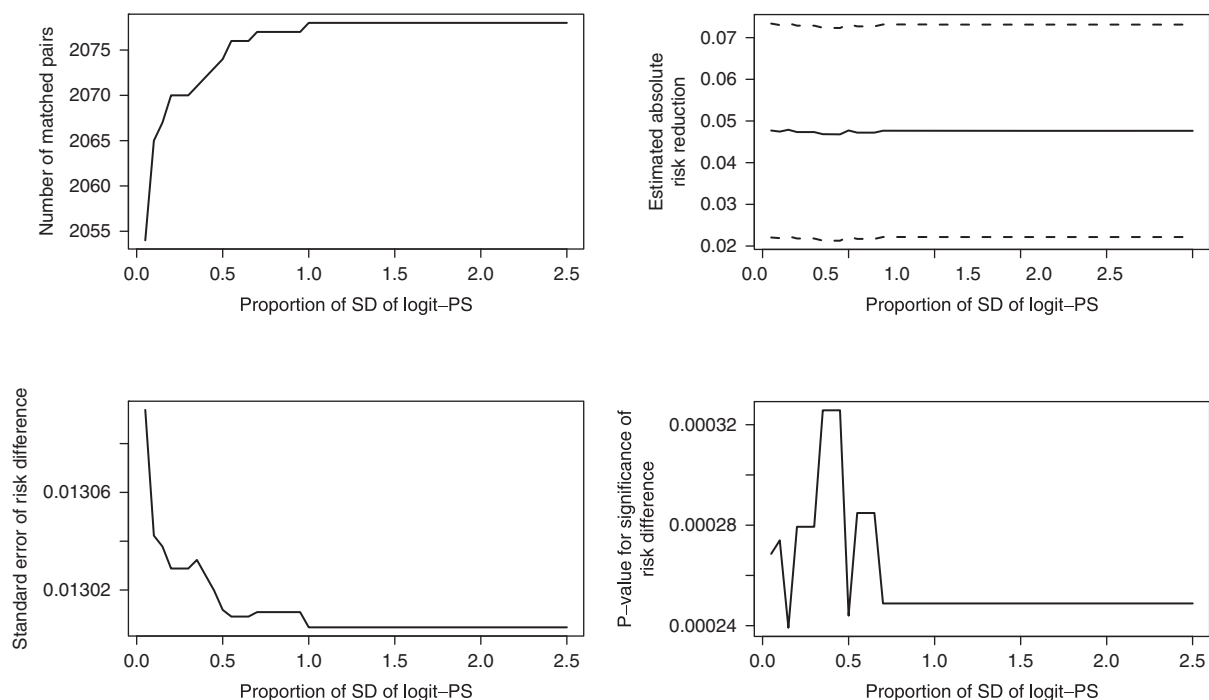 Number of matched pairs
2075
2070
2065
2060
2055
0.0 0.5 1.0 1.5 2.0 2.5
Proportion of SD of logit–PS
Estimated absolute
risk reduction
0.07
0.06
0.05
0.04
0.03
0.02
0.0 0.5 1.0 1.5 2.0 2.5
Proportion of SD of logit–PS
Standard error of risk difference
0.01306
0.01302
0.0 0.5 1.0 1.5 2.0 2.5
Proportion of SD of logit–PS
P–value for significance of
risk difference
0.00032
0.00028
0.00024
0.0 0.5 1.0 1.5 2.0 2.5
Proportion of SD of logit–PS